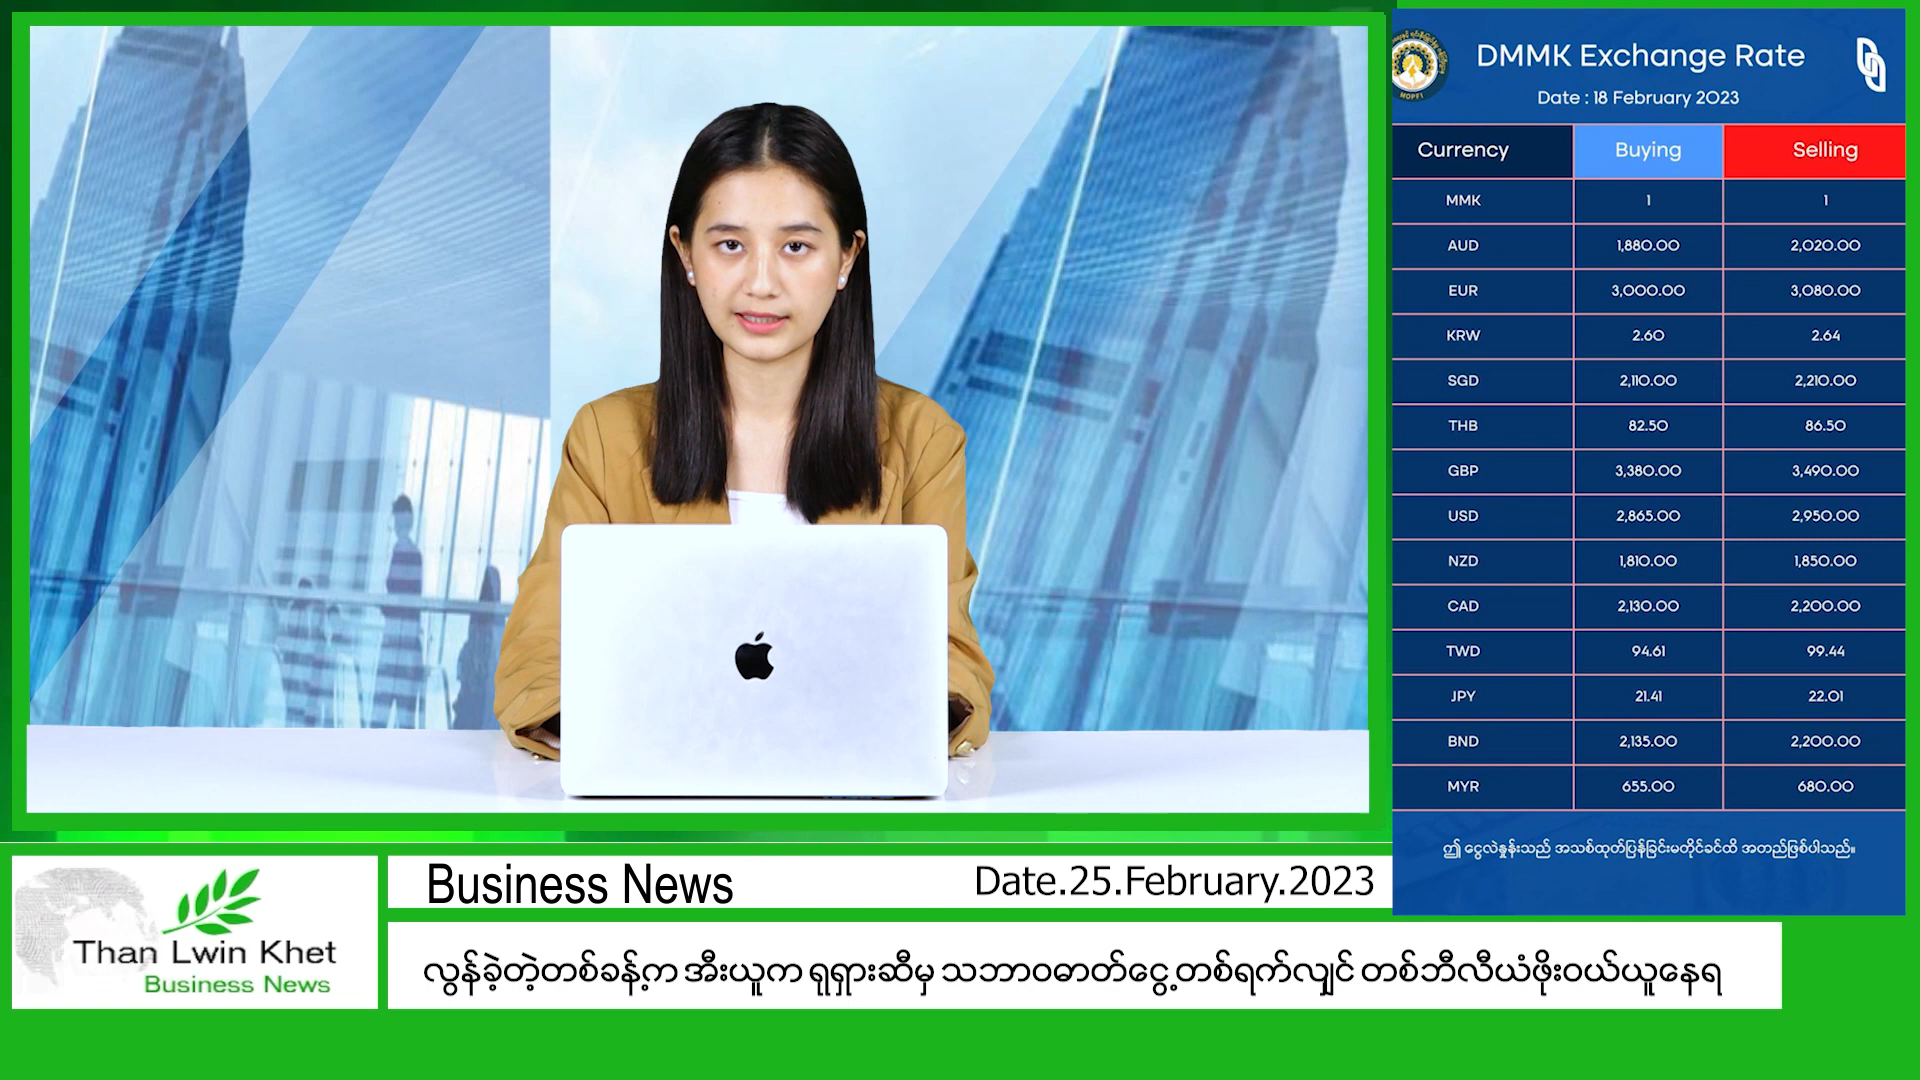 DMMK Exchange Rate
Date : 18 February 2023
MOPFI
Currency Buying Selling
MMK 1 1
AUD 1,880.00 2,020.00
EUR 3,000.00 3,080.00
KRW 2.60 2.64
SGD 2,110.00 2,210.00
THB 82.50 86.50
GBP 3,380.00 3,490.00
USD 2,865.00 2,950.00
NZD 1,810.00 1,850.00
CAD 2,130.00 2,200.00
TWD 94.61 99.44
JPY 21.41 22.01
BND 2,135.00 2,200.00
MYR 655.00 680.00
ဤ ငွေလဲနှုန်းသည် အသစ်ထုတ်ပြန်ခြင်းမတိုင်ခင်ထိ အတည်ဖြစ်ပါသည်။
Business News Date.25.February.2023
Than Lwin Khet
Business News
လွန်ခဲ့တဲ့တစ်ခန့်က အီးယူက ရုရှားဆီမှ သဘာဝဓာတ်ငွေ့တစ်ရက်လျှင် တစ်ဘီလီယံဖိုးဝယ်ယူနေရ